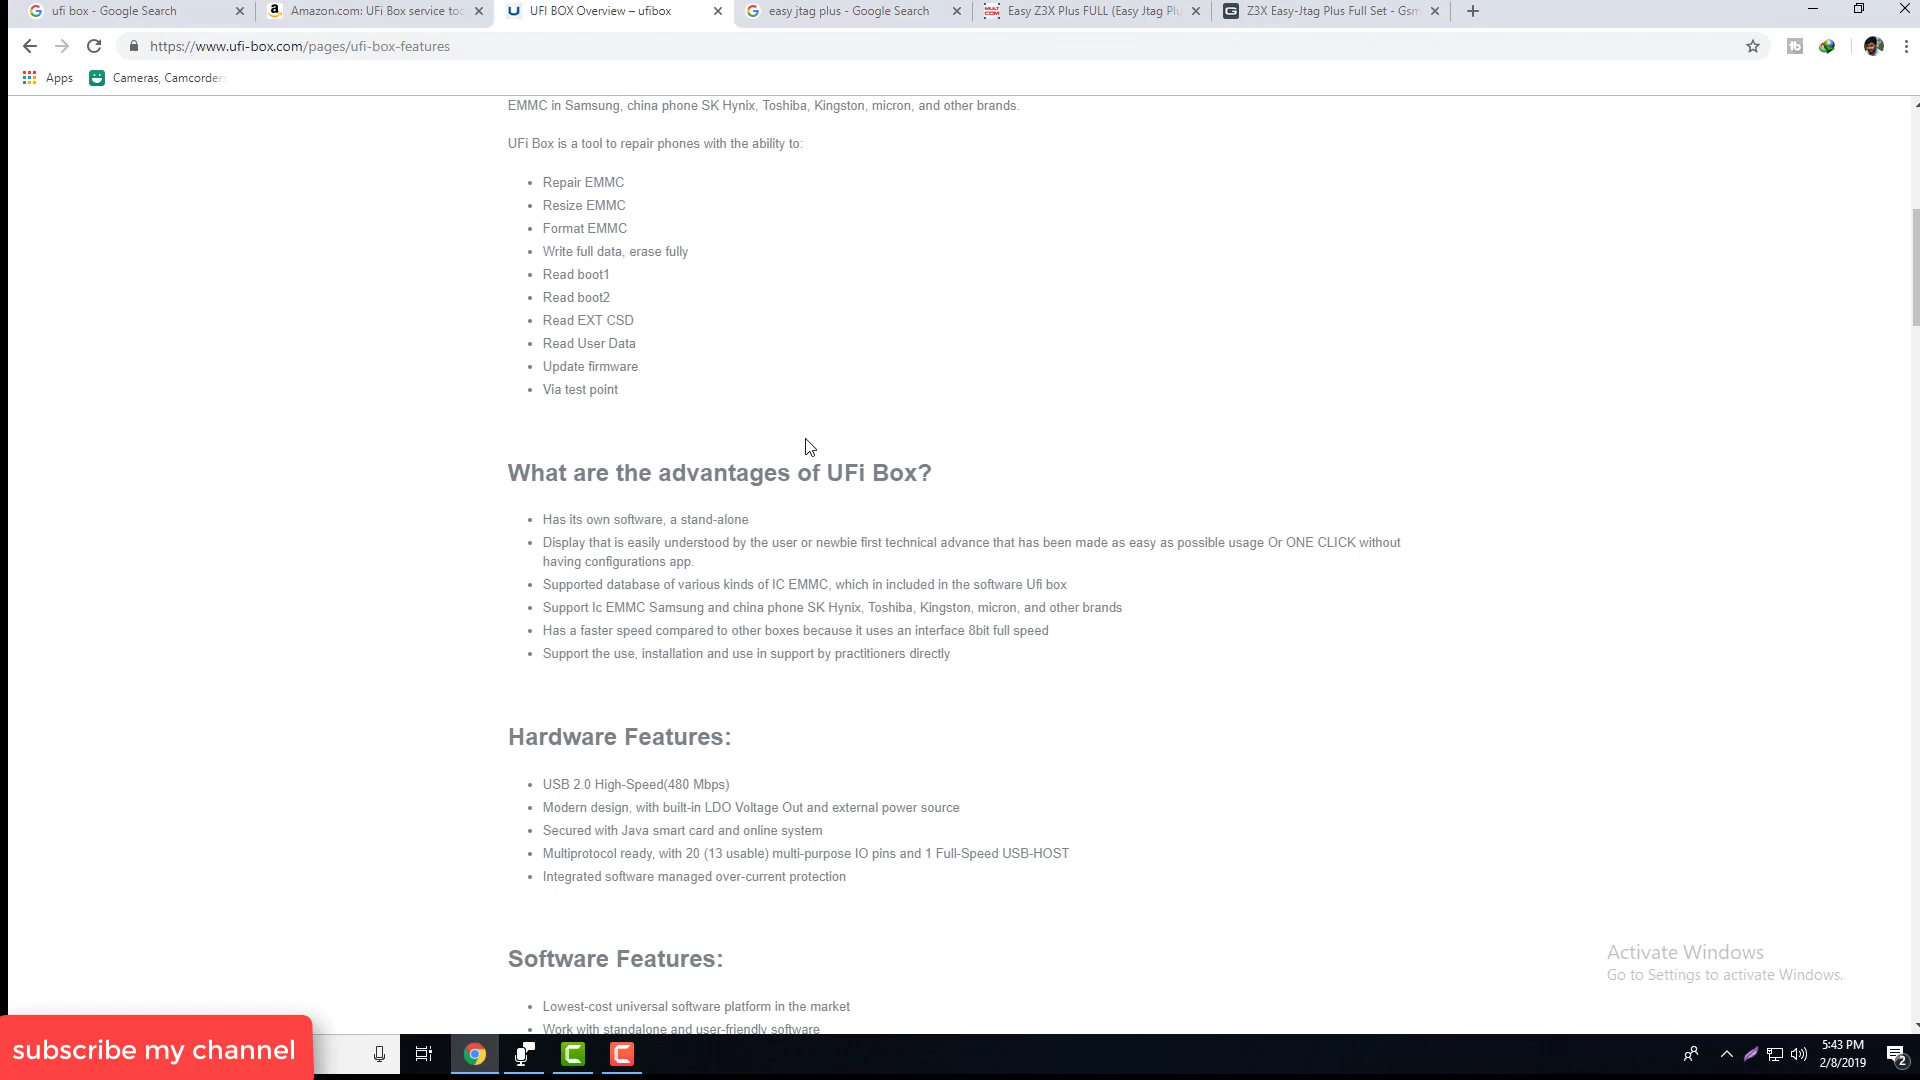 ufi box - Google Search
Amazon.com: UFi Box service too
UFI BOX Overview – ufibox
easy jtag plus - Google Search
Easy Z3X Plus FULL (Easy Jtag Plu
Z3X Easy-Jtag Plus Full Set - Gsm
https://www.ufi-box.com/pages/ufi-box-features
Apps
Cameras, Camcorders
EMMC in Samsung, china phone SK Hynix, Toshiba, Kingston, micron, and other brands.
UFi Box is a tool to repair phones with the ability to:
Repair EMMC
Resize EMMC
Format EMMC
Write full data, erase fully
Read boot1
Read boot2
Read EXT CSD
Read User Data
Update firmware
Via test point
What are the advantages of UFi Box?
Has its own software, a stand-alone
Display that is easily understood by the user or newbie first technical advance that has been made as easy as possible usage Or ONE CLICK without
having configurations app.
Supported database of various kinds of IC EMMC, which in included in the software Ufi box
Support Ic EMMC Samsung and china phone SK Hynix, Toshiba, Kingston, micron, and other brands
Has a faster speed compared to other boxes because it uses an interface 8bit full speed
Support the use, installation and use in support by practitioners directly
Hardware Features:
USB 2.0 High-Speed(480 Mbps)
Modern design, with built-in LDO Voltage Out and external power source
Secured with Java smart card and online system
Multiprotocol ready, with 20 (13 usable) multi-purpose IO pins and 1 Full-Speed USB-HOST
Integrated software managed over-current protection
Software Features:
Lowest-cost universal software platform in the market
Work with standalone and user-friendly software
Activate Windows
Go to Settings to activate Windows.
subscribe my channel
5:43 PM
2/8/2019
2